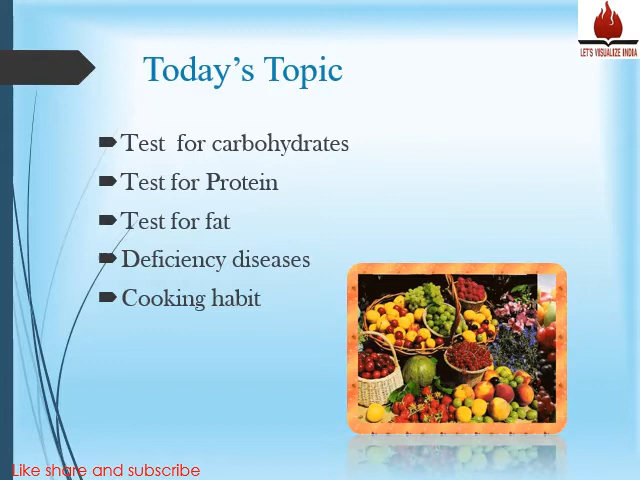 LET'S VISUALIZE INDIA
Today's Topic
Test for carbohydrates
Test for Protein
Test for fat
Deficiency diseases
Cooking habit
Like share and subscribe